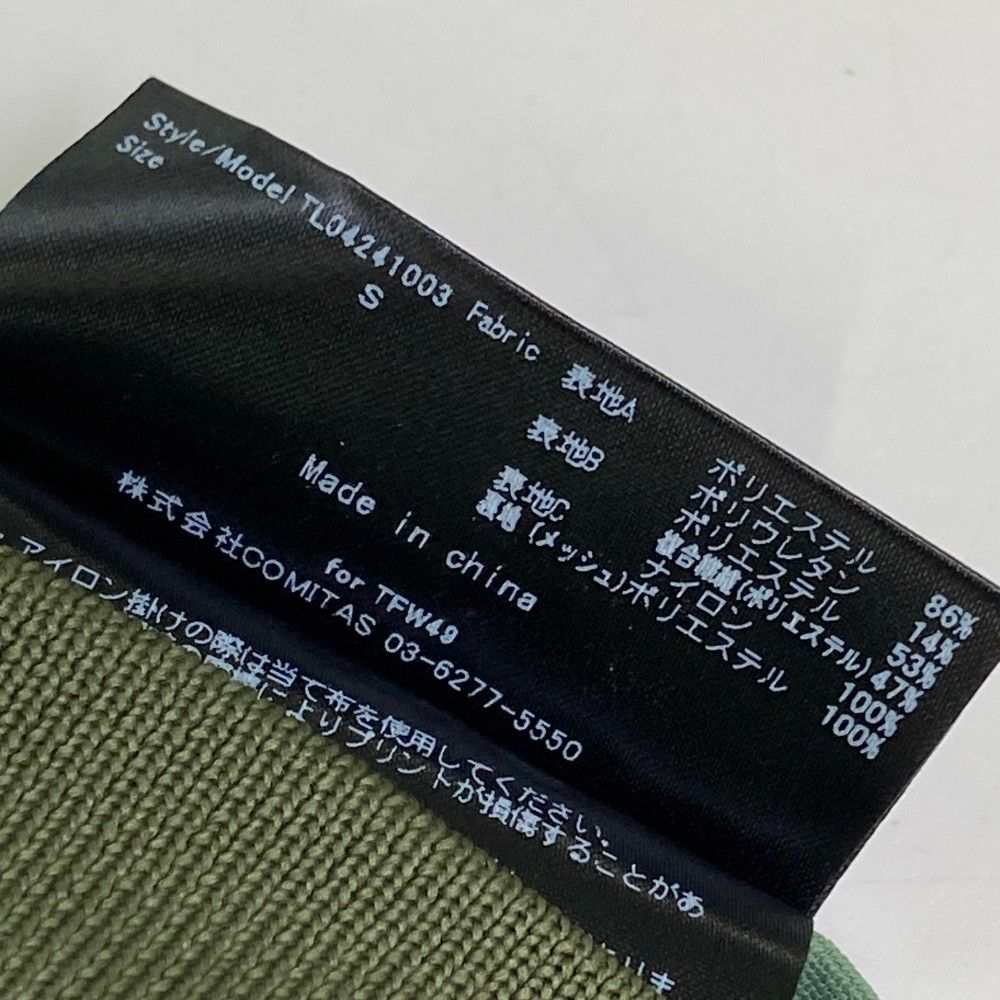 Style/Model TL04241003 Fabric 表地A ポリエステル 86%
Size S ポリウレタン 14%
表地B ポリエステル 53%
複合繊維(ポリエステル) 47%
表地C ナイロン 100%
裏地(メッシュ)ポリエステル 100%
Made in china
for TFW49
株式会社COMITAS 03-6277-5550
アイロン掛けの際は当て布を使用してください。
によりプリントが損傷することがあ
リキ